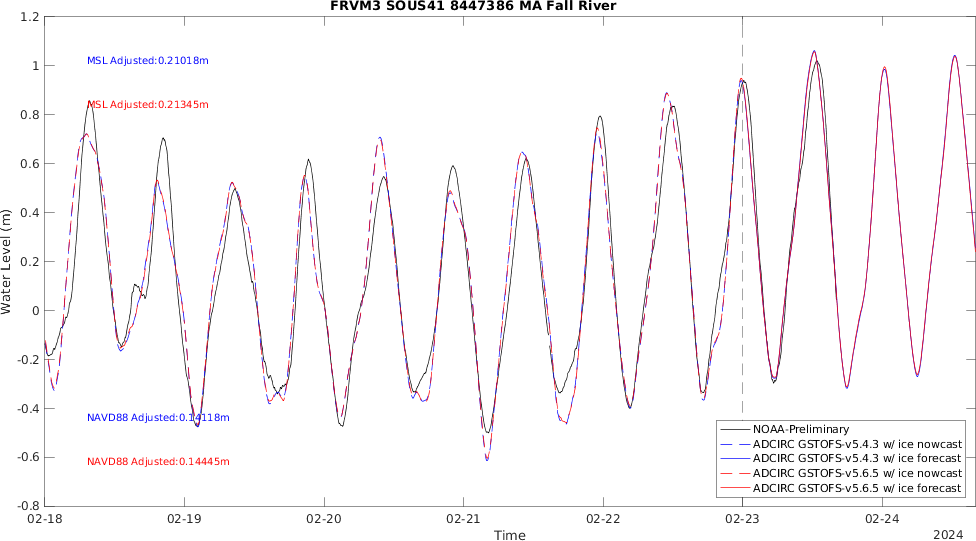 FRVM3 SOUS41 8447386 MA Fall River
1.2
1
0.8
0.6
0.4
0.2
0
-0.2
-0.4
-0.6
-0.8
Water Level (m)
MSL Adjusted:0.21018m
MSL Adjusted:0.21345m
NAVD88 Adjusted:0.14118m
NAVD88 Adjusted:0.14445m
NOAA-Preliminary
ADCIRC GSTOFS-v5.4.3 w/ ice nowcast
ADCIRC GSTOFS-v5.4.3 w/ ice forecast
ADCIRC GSTOFS-v5.6.5 w/ ice nowcast
ADCIRC GSTOFS-v5.6.5 w/ ice forecast
02-18 02-19 02-20 02-21 02-22 02-23 02-24
Time
2024